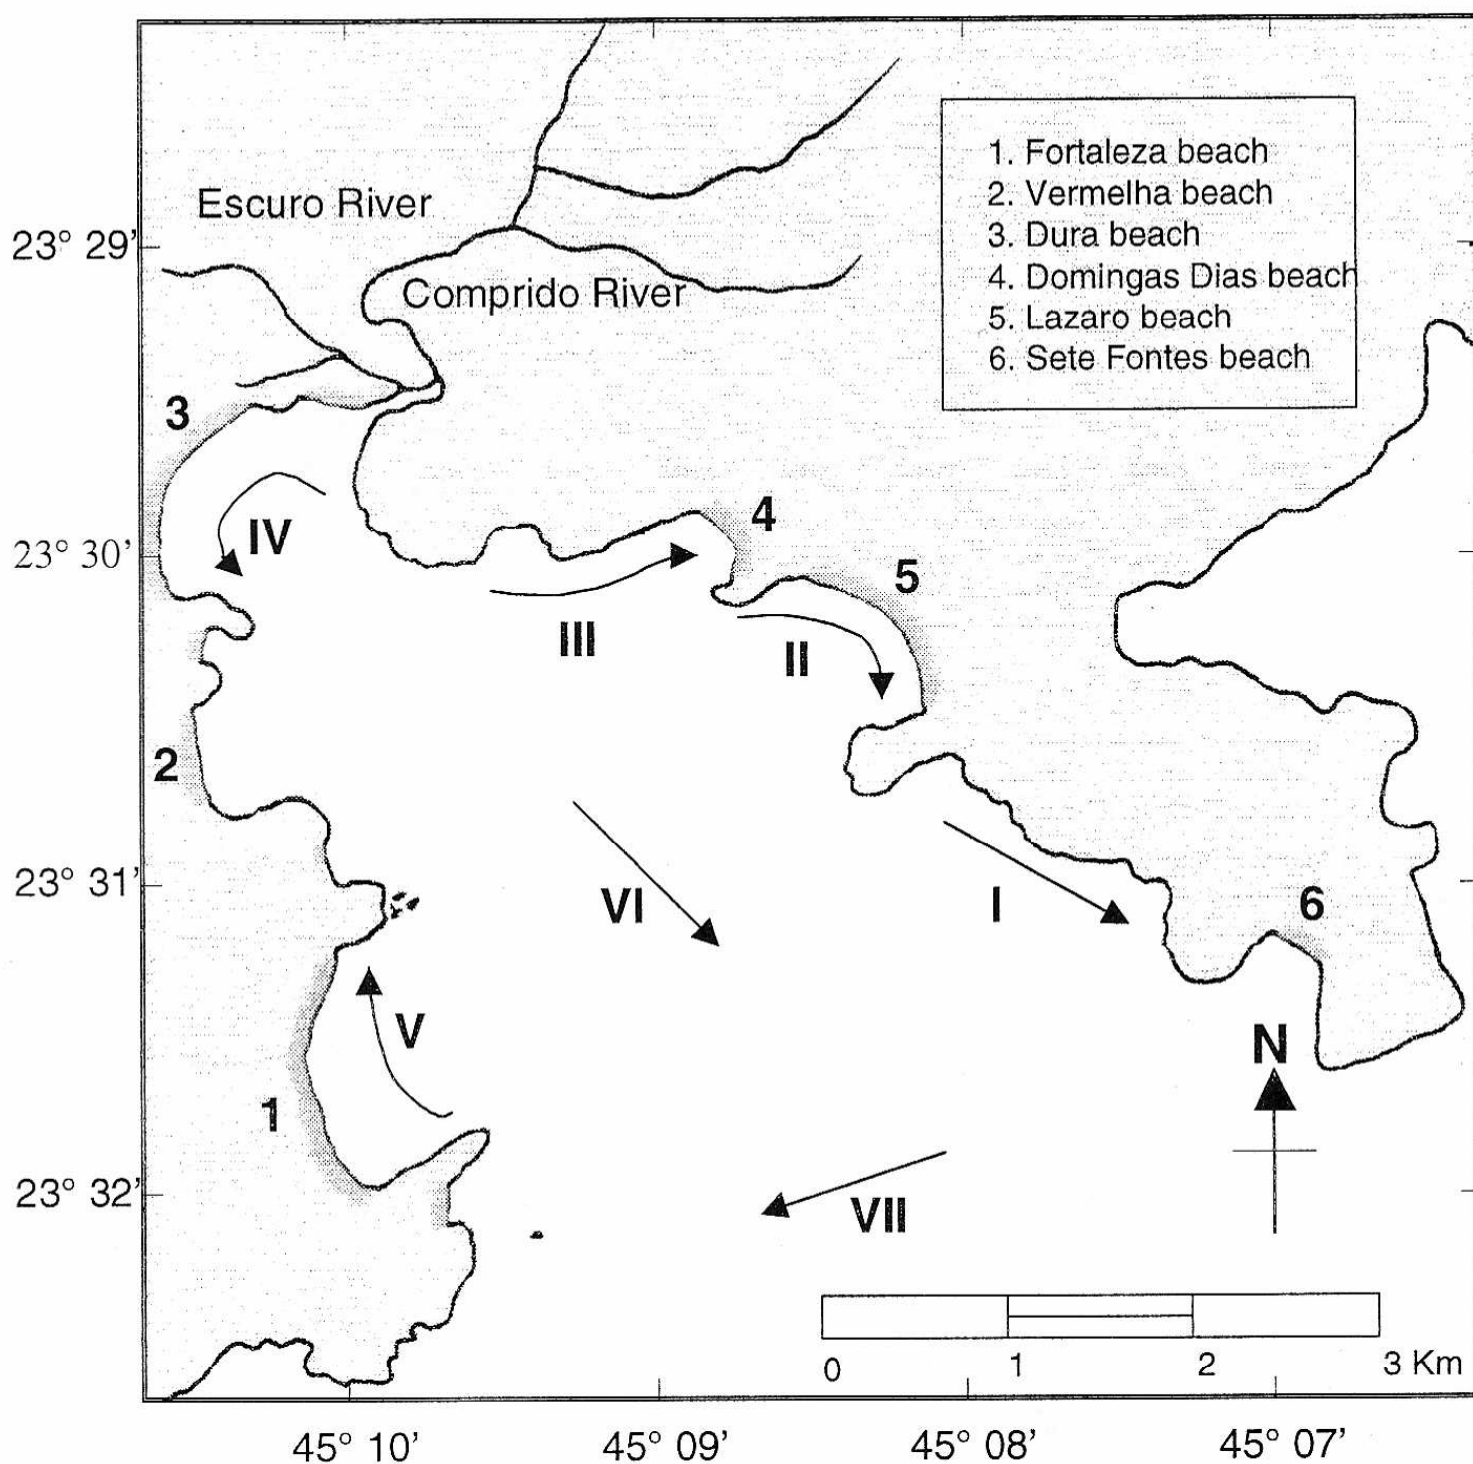 1. Fortaleza beach
2. Vermelha beach
3. Dura beach
4. Domingas Dias beach
5. Lazaro beach
6. Sete Fontes beach
Escuro River
23° 29'
Comprido River
3
4
IV
23° 30'
5
III
II
2
VI
I
6
23° 31'
V
N
1
23° 32'
VII
0 1 2 3 Km
45° 10' 45° 09' 45° 08' 45° 07'